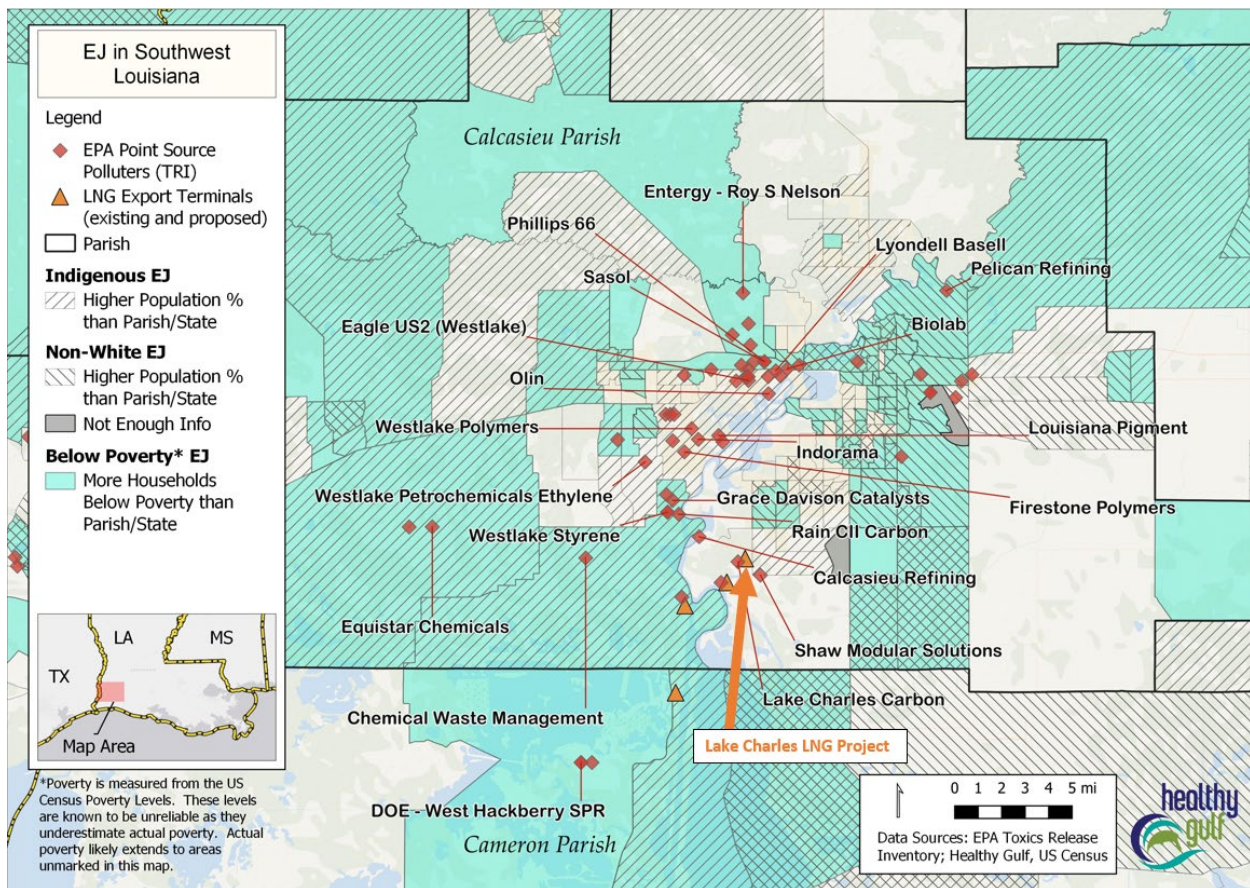 EJ in Southwest
Louisiana
Legend
EPA Point Source
Polluters (TRI)
LNG Export Terminals
(existing and proposed)
Parish
Indigenous EJ
Higher Population %
than Parish/State
Non-White EJ
Higher Population %
than Parish/State
Not Enough Info
Below Poverty* EJ
More Households
Below Poverty than
Parish/State
LA
MS
TX
Map Area
*Poverty is measured from the US
Census Poverty Levels. These levels
are known to be unreliable as they
underestimate actual poverty. Actual
poverty likely extends to areas
unmarked in this map.
Calcasieu Parish
Entergy - Roy S Nelson
Phillips 66
Lyondell Basell
Sasol
Pelican Refining
Eagle US2 (Westlake)
Biolab
Olin
Westlake Polymers
Louisiana Pigment
Indorama
Westlake Petrochemicals Ethylene
Grace Davison Catalysts
Firestone Polymers
Westlake Styrene
Rain CII Carbon
Calcasieu Refining
Equistar Chemicals
Shaw Modular Solutions
Lake Charles Carbon
Chemical Waste Management
Lake Charles LNG Project
DOE - West Hackberry SPR
Cameron Parish
0 1 2 3 4 5 mi
Data Sources: EPA Toxics Release
Inventory; Healthy Gulf, US Census
healthy
gulf